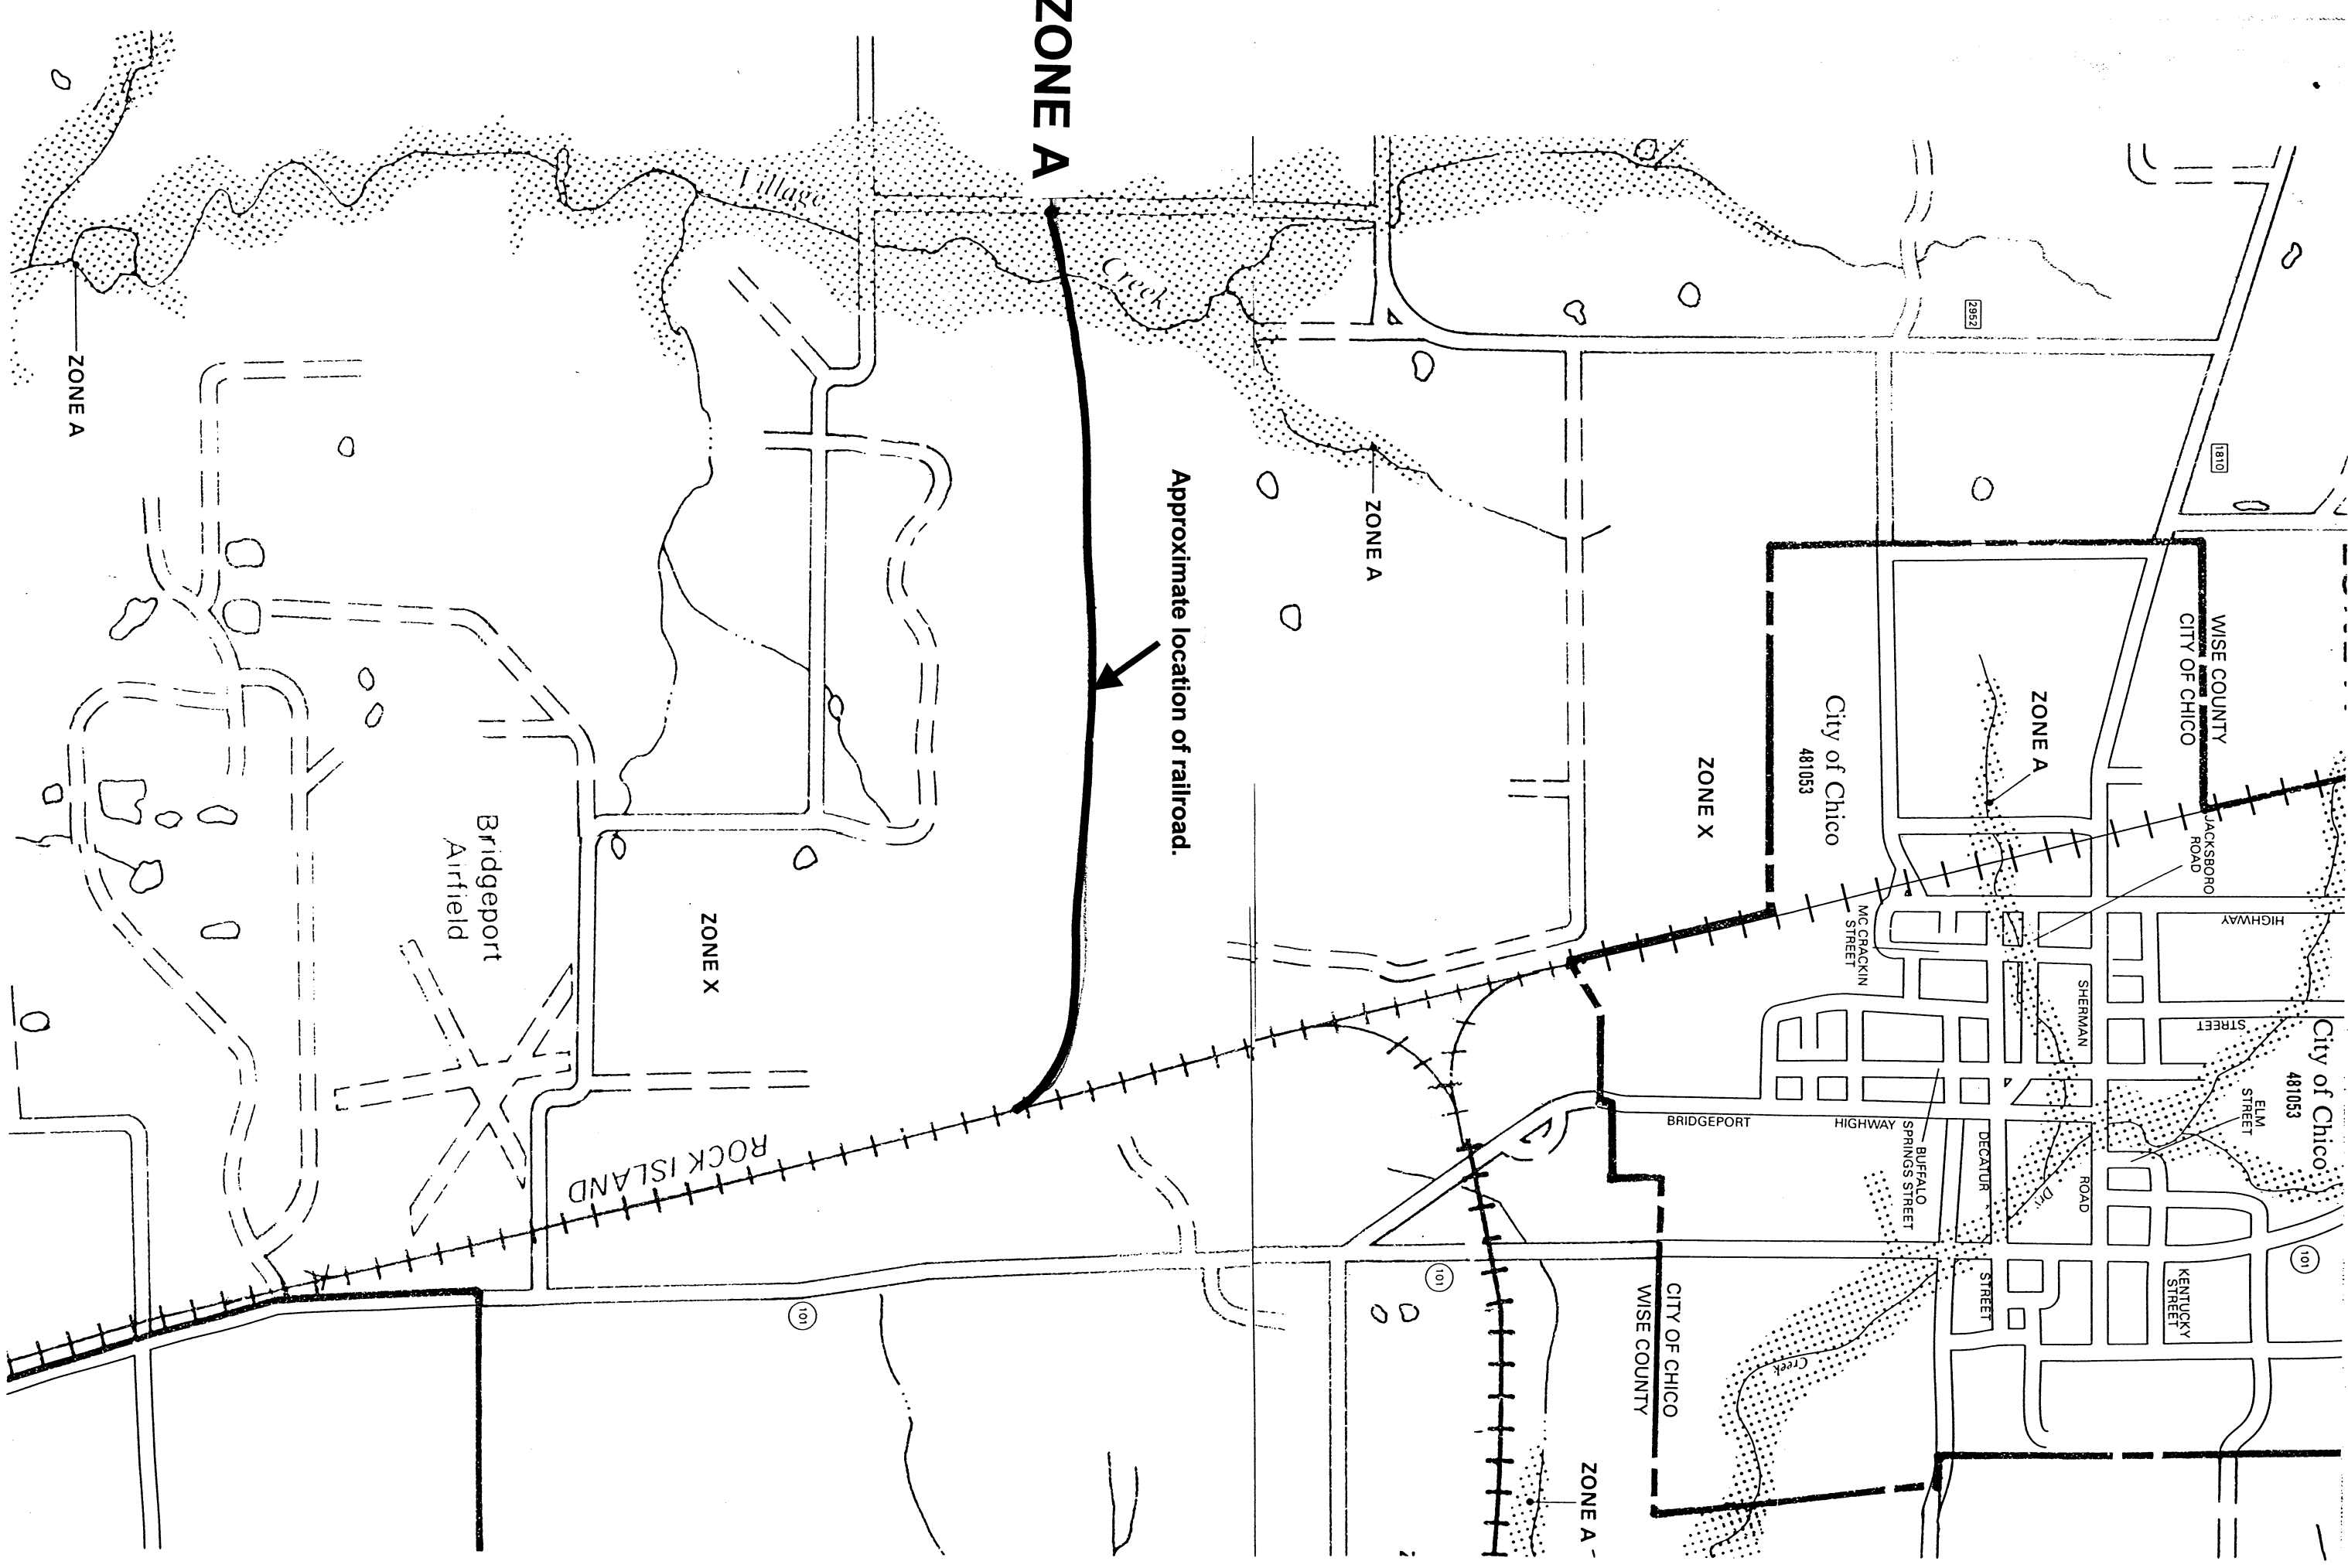 ZONE A
Village
Creek
ZONE A
Approximate location of railroad.
ZONE A
2952
1810
WISE COUNTY
CITY OF CHICO
ZONE A
City of Chico
481053
ZONE X
JACKSBORO
ROAD
HIGHWAY
MC CRACKIN
STREET
SHERMAN
STREET
City of Chico
481053
ELM
STREET
Bridgeport
Airfield
ZONE X
ROCK ISLAND
BRIDGEPORT
HIGHWAY
BUFFALO
SPRINGS STREET
DECATUR
STREET
ROAD
Dry
Creek
KENTUCKY
STREET
101
101
101
CITY OF CHICO
WISE COUNTY
ZONE A